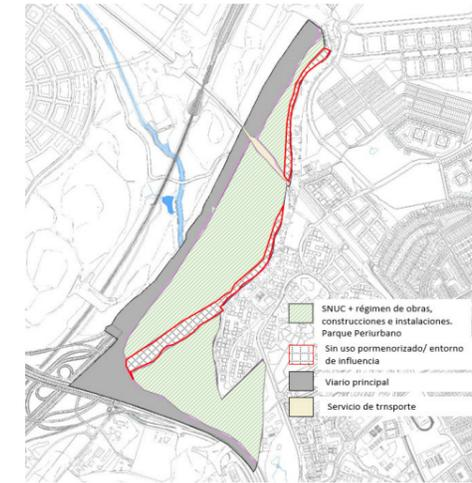 SNUC + régimen de obras,
construcciones e instalaciones.
Parque Periurbano
Sin uso pormenorizado/ entorno
de influencia
Viario principal
Servicio de trnsporte